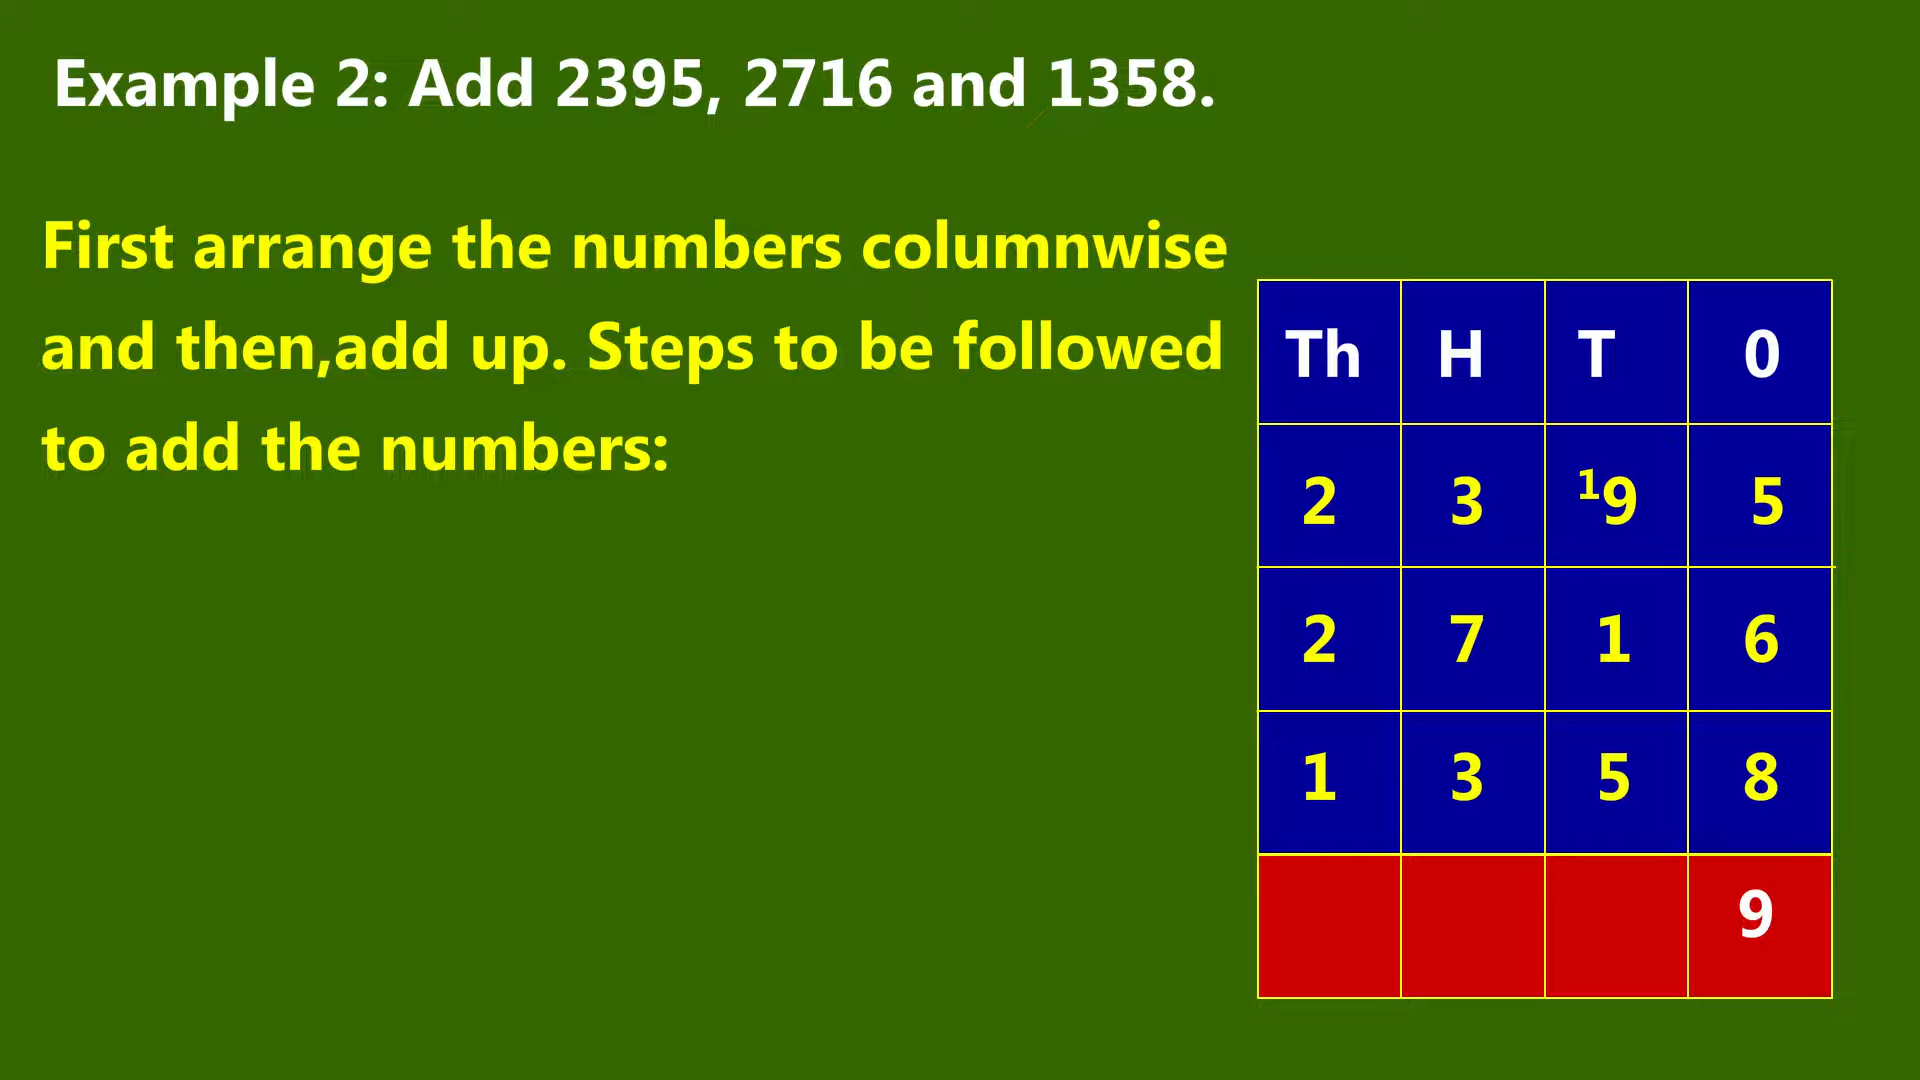 Example 2: Add 2395, 2716 and 1358.
First arrange the numbers columnwise
and then,add up. Steps to be followed
to add the numbers:
Th H T 0
2 3 ¹9 5
2 7 1 6
1 3 5 8
9